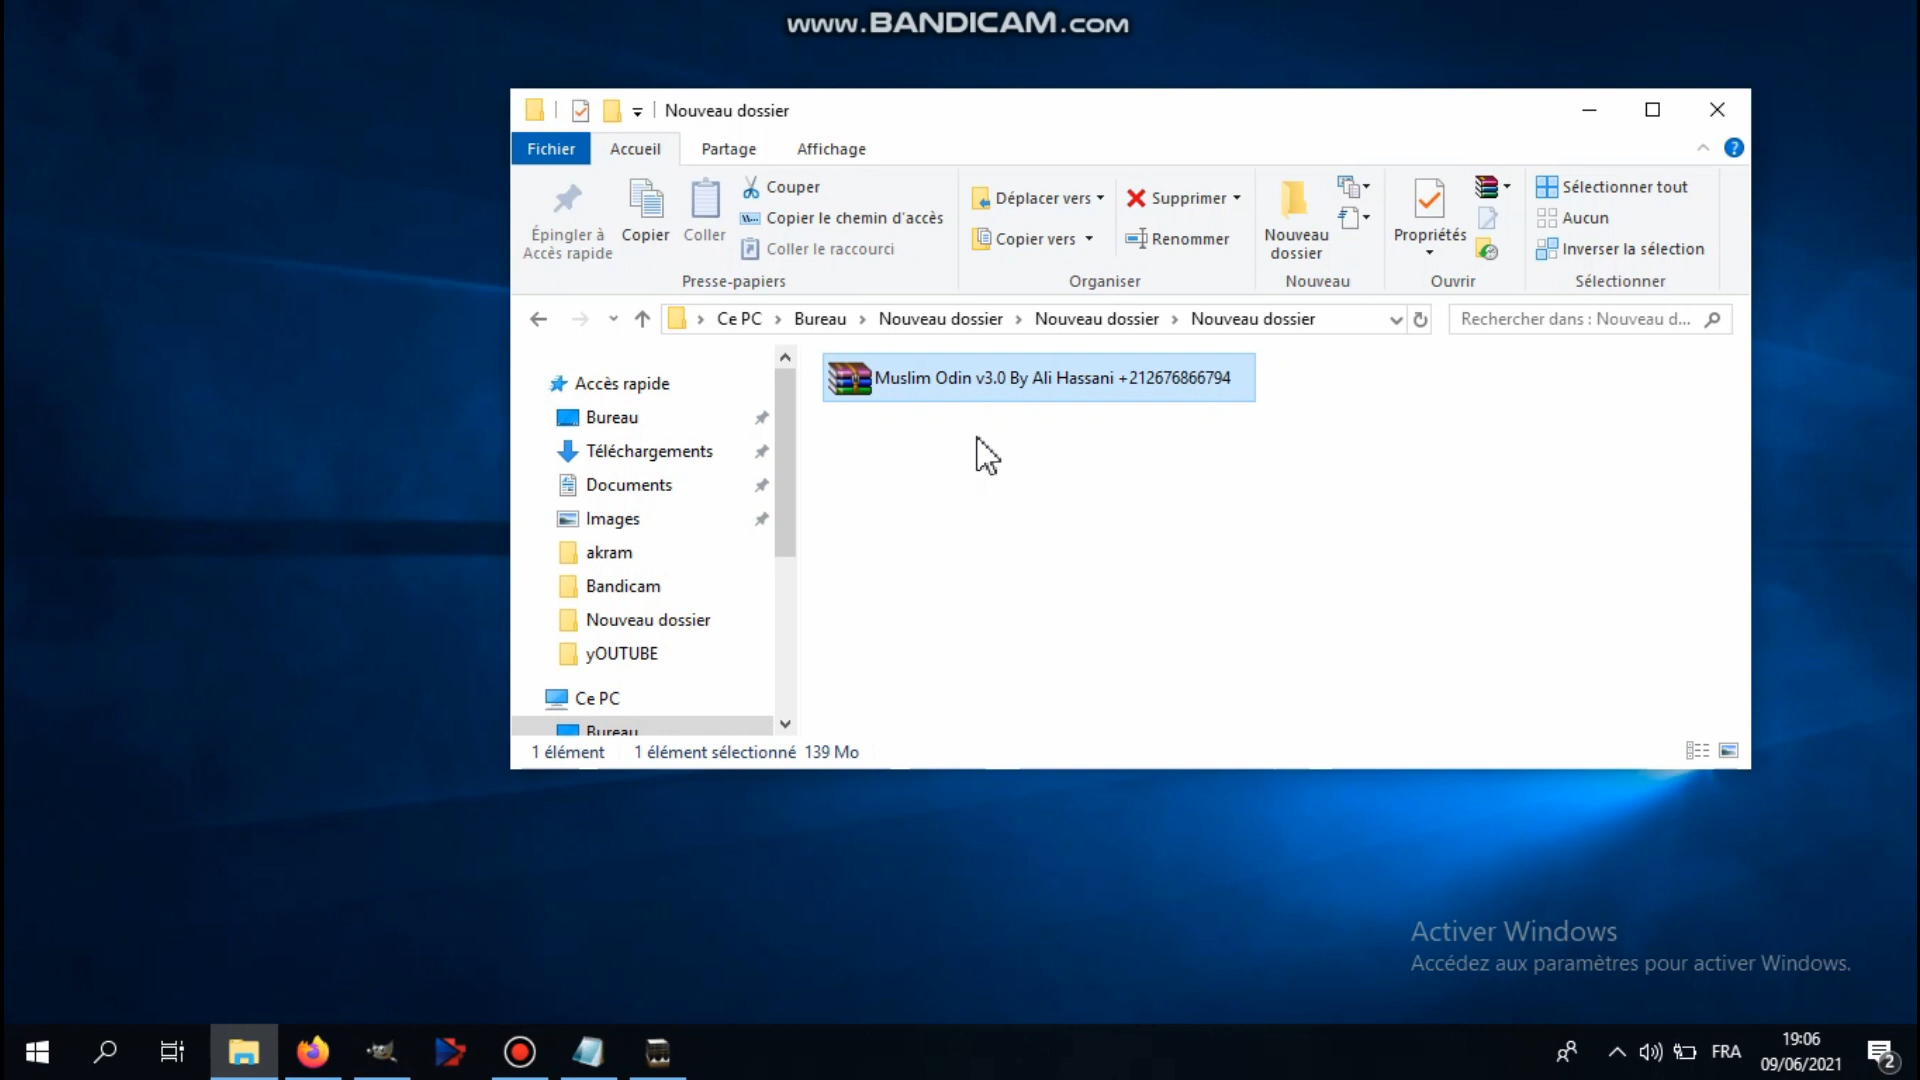 www.BANDICAM.com
Nouveau dossier
Fichier Accueil Partage Affichage
Épingler à Accès rapide
Copier
Coller
Couper
Copier le chemin d'accès
Coller le raccourci
Presse-papiers
Déplacer vers
Copier vers
Supprimer
Renommer
Organiser
Nouveau dossier
Nouveau
Propriétés
Ouvrir
Sélectionner tout
Aucun
Inverser la sélection
Sélectionner
Ce PC > Bureau > Nouveau dossier > Nouveau dossier > Nouveau dossier
Rechercher dans : Nouveau d...
Accès rapide
Bureau
Téléchargements
Documents
Images
akram
Bandicam
Nouveau dossier
yOUTUBE
Ce PC
Bureau
Muslim Odin v3.0 By Ali Hassani +212676866794
1 élément 1 élément sélectionné 139 Mo
Activer Windows
Accédez aux paramètres pour activer Windows.
FRA
19:06
09/06/2021
2